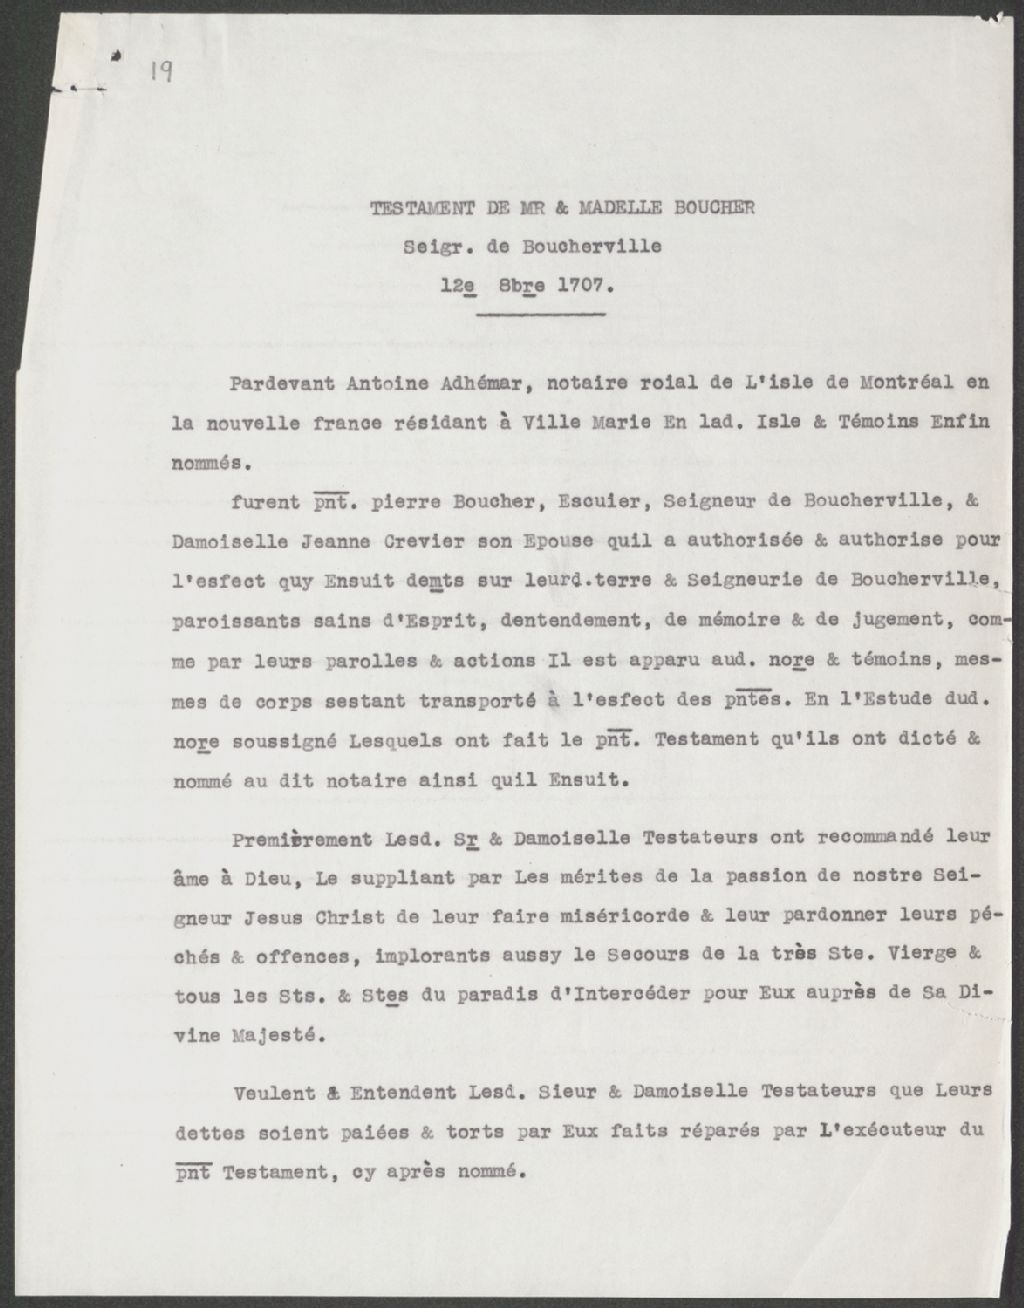 19
TESTAMENT DE MR & MADELLE BOUCHER
Seigr. de Boucherville
12e 8bre 1707.
Pardevant Antoine Adhémar, notaire roial de L'isle de Montréal en
la nouvelle france résidant à Ville Marie En lad. Isle & Témoins Enfin
nommés.
furent pnt. pierre Boucher, Escuier, Seigneur de Boucherville, &
Damoiselle Jeanne Crevier son Epouse quil a authorisée & authorise pour
l'esfect quy Ensuit demts sur leurd.terre & Seigneurie de Boucherville,
paroissants sains d'Esprit, dentendement, de mémoire & de jugement, com-
me par leurs parolles & actions Il est apparu aud. nore & témoins, mes-
mes de corps sestant transporté à l'esfect des pntes. En l'Estude dud.
nore soussigné Lesquels ont fait le pnt. Testament qu'ils ont dicté &
nommé au dit notaire ainsi quil Ensuit.
Premièrement Lesd. Sr & Damoiselle Testateurs ont recommandé leur
âme à Dieu, Le suppliant par Les mérites de la passion de nostre Sei-
gneur Jesus Christ de leur faire miséricorde & leur pardonner leurs pé-
chés & offences, implorants aussy le Secours de la très Ste. Vierge &
tous les Sts. & Stes du paradis d'Intercéder pour Eux auprès de Sa Di-
vine Majesté.
Veulent & Entendent Lesd. Sieur & Damoiselle Testateurs que Leurs
dettes soient paiées & torts par Eux faits réparés par L'exécuteur du
pnt Testament, cy après nommé.